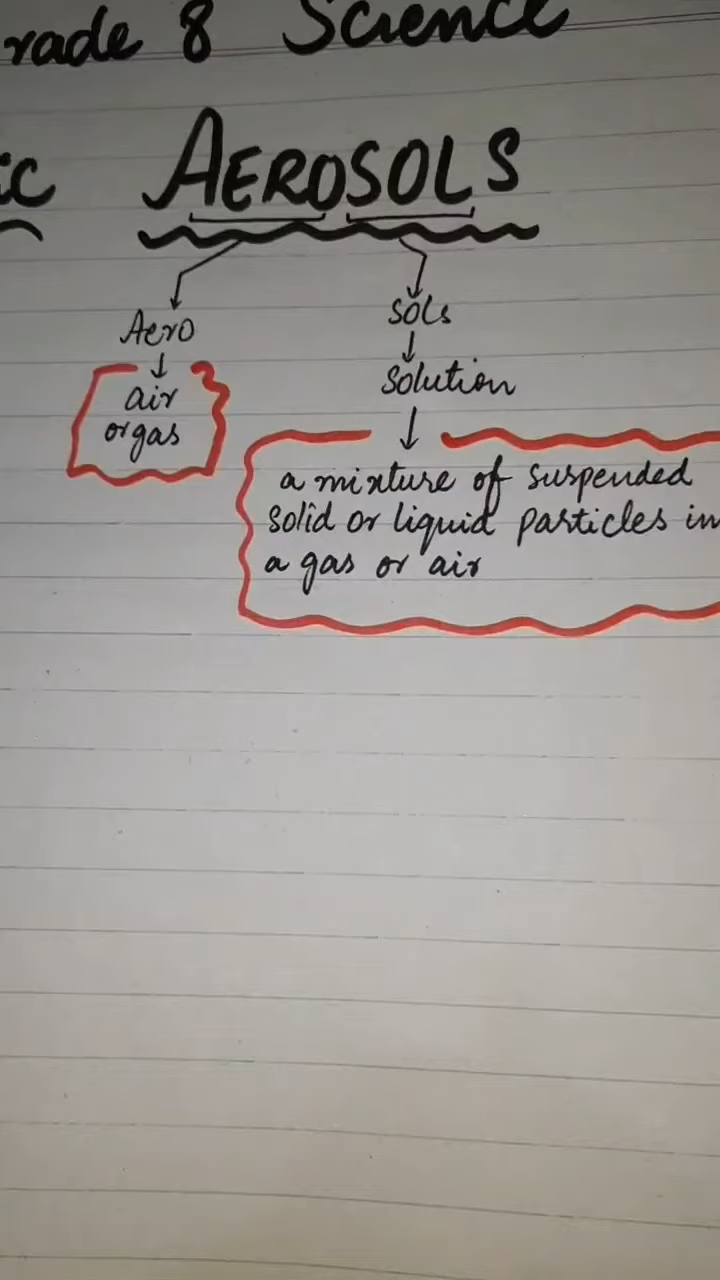 rade 8 Science
ic AEROSOLS
Aero
sols
solution
air
or gas
a mixture of suspended
solid or liquid particles in
a gas or air